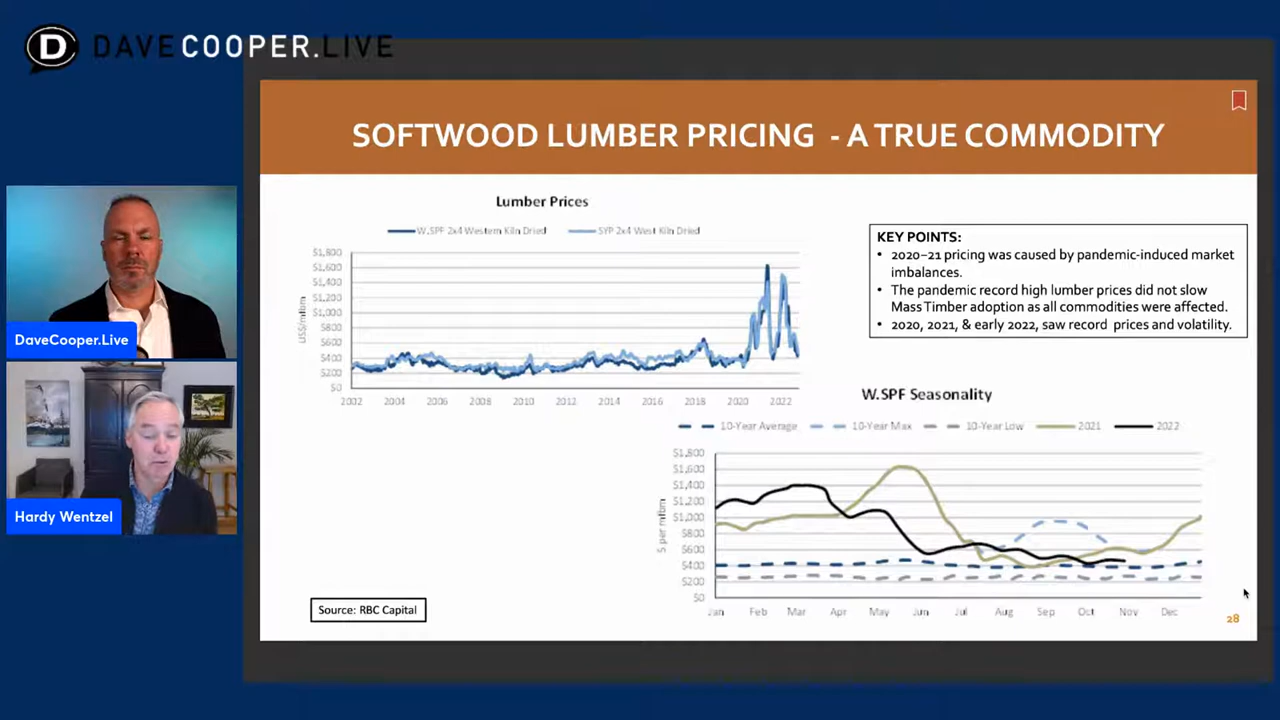 D DAVECOOPER.LIVE
SOFTWOOD LUMBER PRICING - A TRUE COMMODITY
Lumber Prices
W.SPF 2x4 Western Kiln Dried SYP 2x4 West Kiln Dried
$1,800
$1,600
$1,400
$1,200
$1,000
$800
$600
$400
$200
$0
US$/mfbm
2002 2004 2006 2008 2010 2012 2014 2016 2018 2020 2022
KEY POINTS:
• 2020–21 pricing was caused by pandemic-induced market
imbalances.
• The pandemic record high lumber prices did not slow
Mass Timber adoption as all commodities were affected.
• 2020, 2021, & early 2022, saw record prices and volatility.
DaveCooper.Live
Hardy Wentzel
W.SPF Seasonality
10-Year Average 10-Year Max 10-Year Low 2021 2022
$1,800
$1,600
$1,400
$1,200
$1,000
$800
$600
$400
$200
$0
$ per mfbm
Jan Feb Mar Apr May Jun Jul Aug Sep Oct Nov Dec
Source: RBC Capital
28